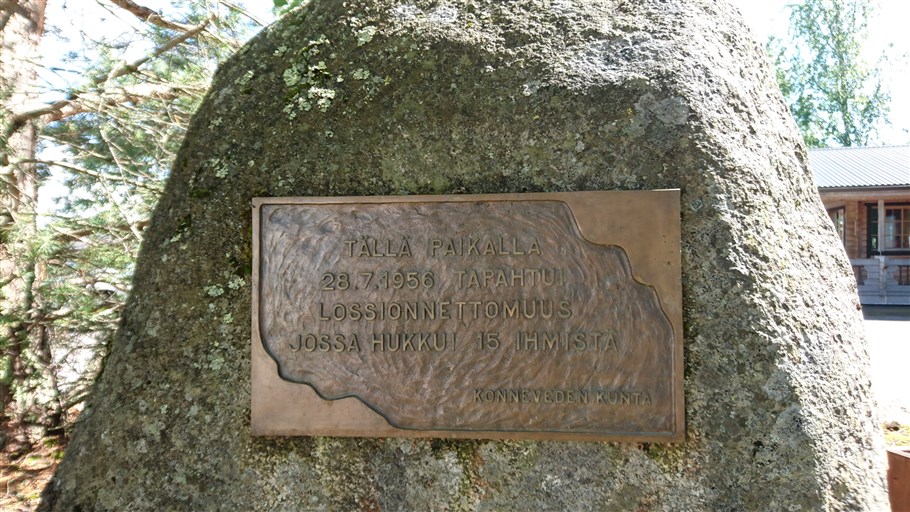 TÄLLÄ PAIKALLA
28.7.1956 TAPAHTUI
LOSSIONNETTOMUUS
JOSSA HUKKUI 15 IHMISTÄ
KONNEVEDEN KUNTA